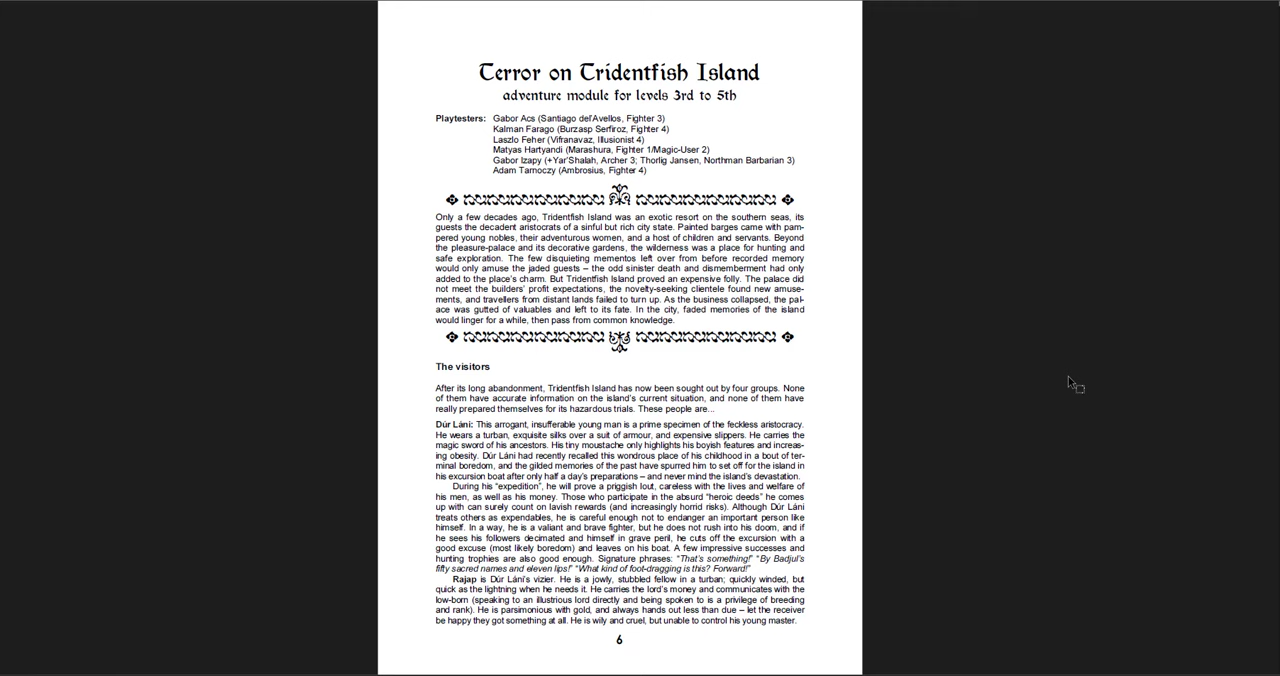 Terror on Tridentfish Island
adventure module for levels 3rd to 5th
Playtesters: Gabor Acs (Santiago del'Avellos, Fighter 3)
Kalman Farago (Burzasp Serfiroz, Fighter 4)
Laszlo Feher (Vifranavaz, Illusionist 4)
Matyas Hartyandi (Marashura, Fighter 1/Magic-User 2)
Gabor Izapy (+Yar'Shalah, Archer 3; Thorlig Jansen, Northman Barbarian 3)
Adam Tarnoczy (Ambrosius, Fighter 4)
Only a few decades ago, Tridentfish Island was an exotic resort on the southern seas, its
guests the decadent aristocrats of a sinful but rich city state. Painted barges came with pam-
pered young nobles, their adventurous women, and a host of children and servants. Beyond
the pleasure-palace and its decorative gardens, the wilderness was a place for hunting and
safe exploration. The few disquieting mementos left over from before recorded memory
would only amuse the jaded guests – the odd sinister death and dismemberment had only
added to the place's charm. But Tridentfish Island proved an expensive folly. The palace did
not meet the builders' profit expectations, the novelty-seeking clientele found new amuse-
ments, and travellers from distant lands failed to turn up. As the business collapsed, the pal-
ace was gutted of valuables and left to its fate. In the city, faded memories of the island
would linger for a while, then pass from common knowledge.
The visitors
After its long abandonment, Tridentfish Island has now been sought out by four groups. None
of them have accurate information on the island's current situation, and none of them have
really prepared themselves for its hazardous trials. These people are...
Dúr Láni: This arrogant, insufferable young man is a prime specimen of the feckless aristocracy.
He wears a turban, exquisite silks over a suit of armour, and expensive slippers. He carries the
magic sword of his ancestors. His tiny moustache only highlights his boyish features and increas-
ing obesity. Dúr Láni had recently recalled this wondrous place of his childhood in a bout of ter-
minal boredom, and the gilded memories of the past have spurred him to set off for the island in
his excursion boat after only half a day's preparations – and never mind the island's devastation.
During his "expedition", he will prove a priggish lout, careless with the lives and welfare of
his men, as well as his money. Those who participate in the absurd "heroic deeds" he comes
up with can surely count on lavish rewards (and increasingly horrid risks). Although Dúr Láni
treats others as expendables, he is careful enough not to endanger an important person like
himself. In a way, he is a valiant and brave fighter, but he does not rush into his doom, and if
he sees his followers decimated and himself in grave peril, he cuts off the excursion with a
good excuse (most likely boredom) and leaves on his boat. A few impressive successes and
hunting trophies are also good enough. Signature phrases: "That's something!" "By Badjul's
fifty sacred names and eleven lips!" "What kind of foot-dragging is this? Forward!"
Rajap is Dúr Láni's vizier. He is a jowly, stubbled fellow in a turban; quickly winded, but
quick as the lightning when he needs it. He carries the lord's money and communicates with the
low-born (speaking to an illustrious lord directly and being spoken to is a privilege of breeding
and rank). He is parsimonious with gold, and always hands out less than due – let the receiver
be happy they got something at all. He is wily and cruel, but unable to control his young master.
6